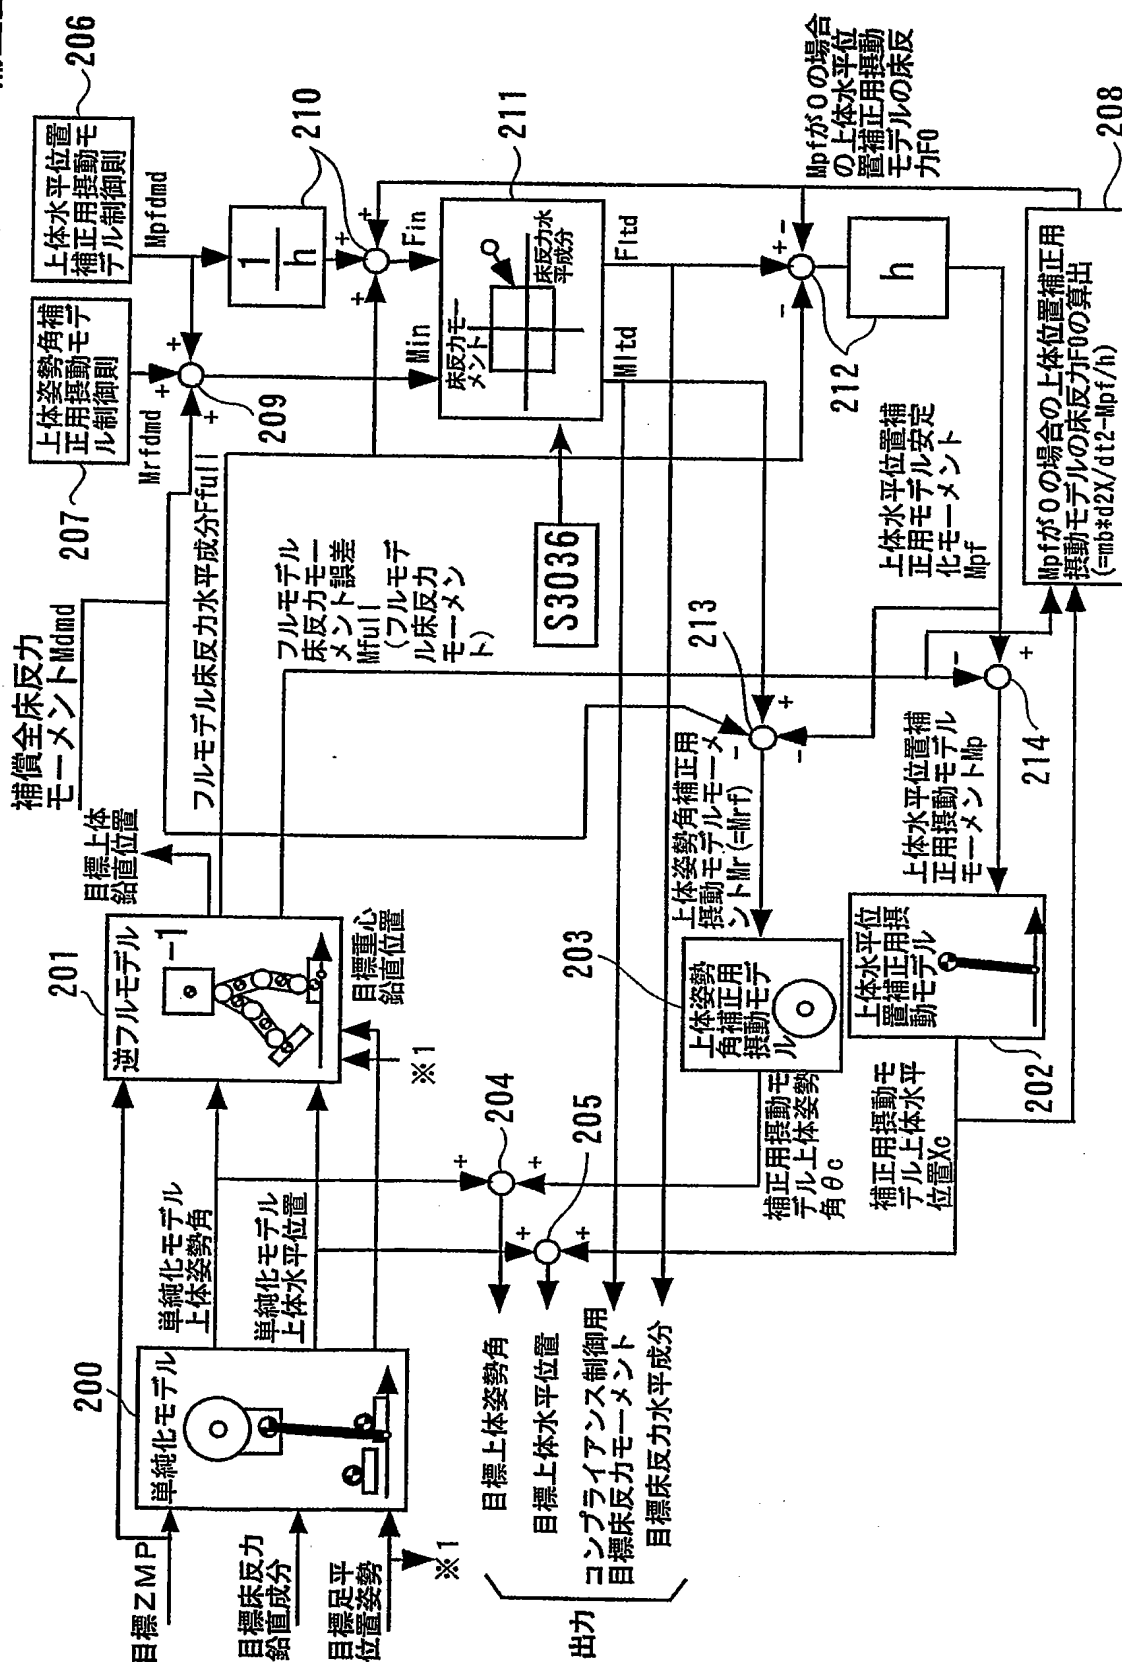 目標ZMP
目標床反力
鉛直成分
目標足平
位置姿勢
※1
200
単純化モデル
単純化モデル
上体姿勢角
単純化モデル
上体水平位置
201
逆フルモデル
-1
目標上体
鉛直位置
目標重心
鉛直位置
※1
補償全床反力
モーメントMdmd
フルモデル床反力水平成分Ffull
フルモデル
床反力モー
メント誤差
Mfull
(フルモデ
ル床反力
モーメン
ト)
207
上体姿勢角補
正用摂動モデ
ル制御則
Mrfdmd
206
上体水平位置
補正用摂動モ
デル制御則
Mpfdmd
+
+
+
209
1
h
210
+
+
+
Min
Fin
211
床反力モー
メント
床反力水
平成分
S3036
Mltd
Fltd
+
-
-
212
h
Mpfが0の場合
の上体水平位
置補正用摂動
モデルの床反
力F0
208
Mpfが0の場合の上体位置補正用
摂動モデルの床反力F0の算出
(=mb*d2X/dt2-Mpf/h)
上体水平位置補
正用モデル安定
化モーメント
Mpf
213
+
-
-
214
+
-
上体姿勢角補正用
摂動モデルモーメ
ントMr(=Mrf)
上体水平位置補
正用摂動モデル
モーメントMp
203
上体姿勢
角補正用
摂動モデ
ル
202
上体水平位
置補正用摂
動モデル
補正用摂動モ
デル上体姿勢
角θc
補正用摂動モ
デル上体水平
位置Xc
204
+
+
205
+
+
出力
目標上体姿勢角
目標上体水平位置
コンプライアンス制御用
目標床反力モーメント
目標床反力水平成分